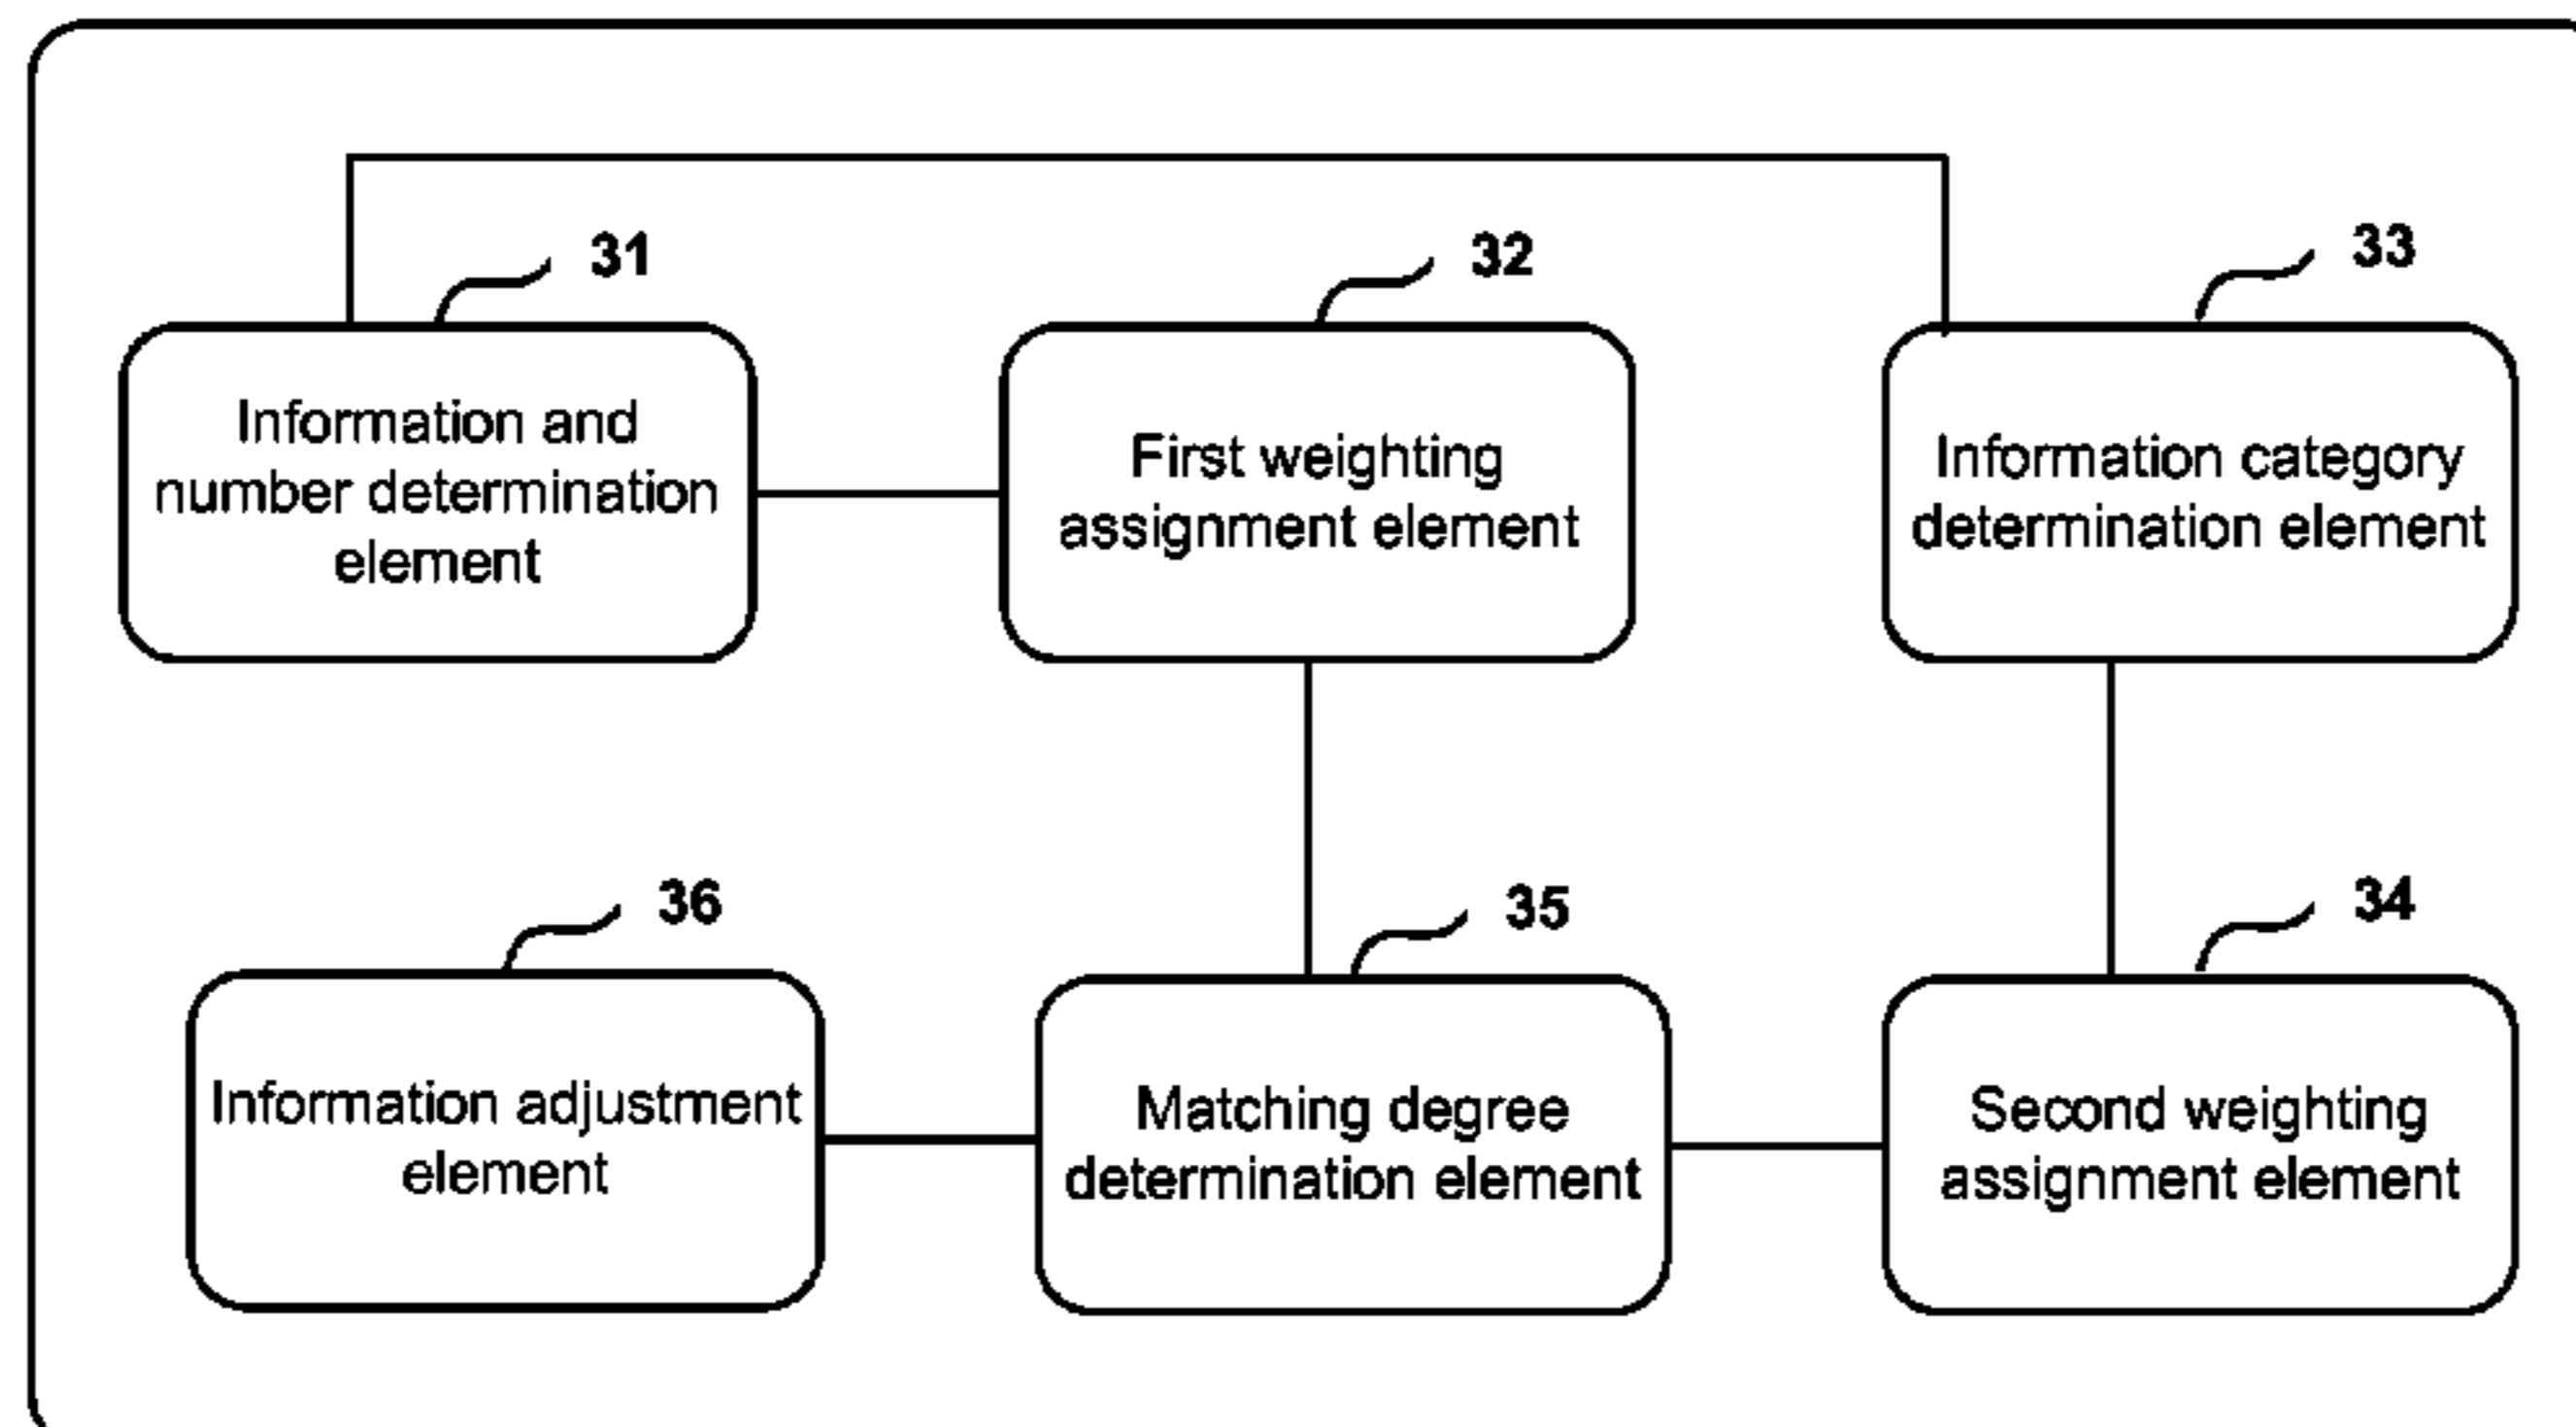 31
Information and
number determination
element
32
First weighting
assignment element
33
Information category
determination element
36
Information adjustment
element
35
Matching degree
determination element
34
Second weighting
assignment element